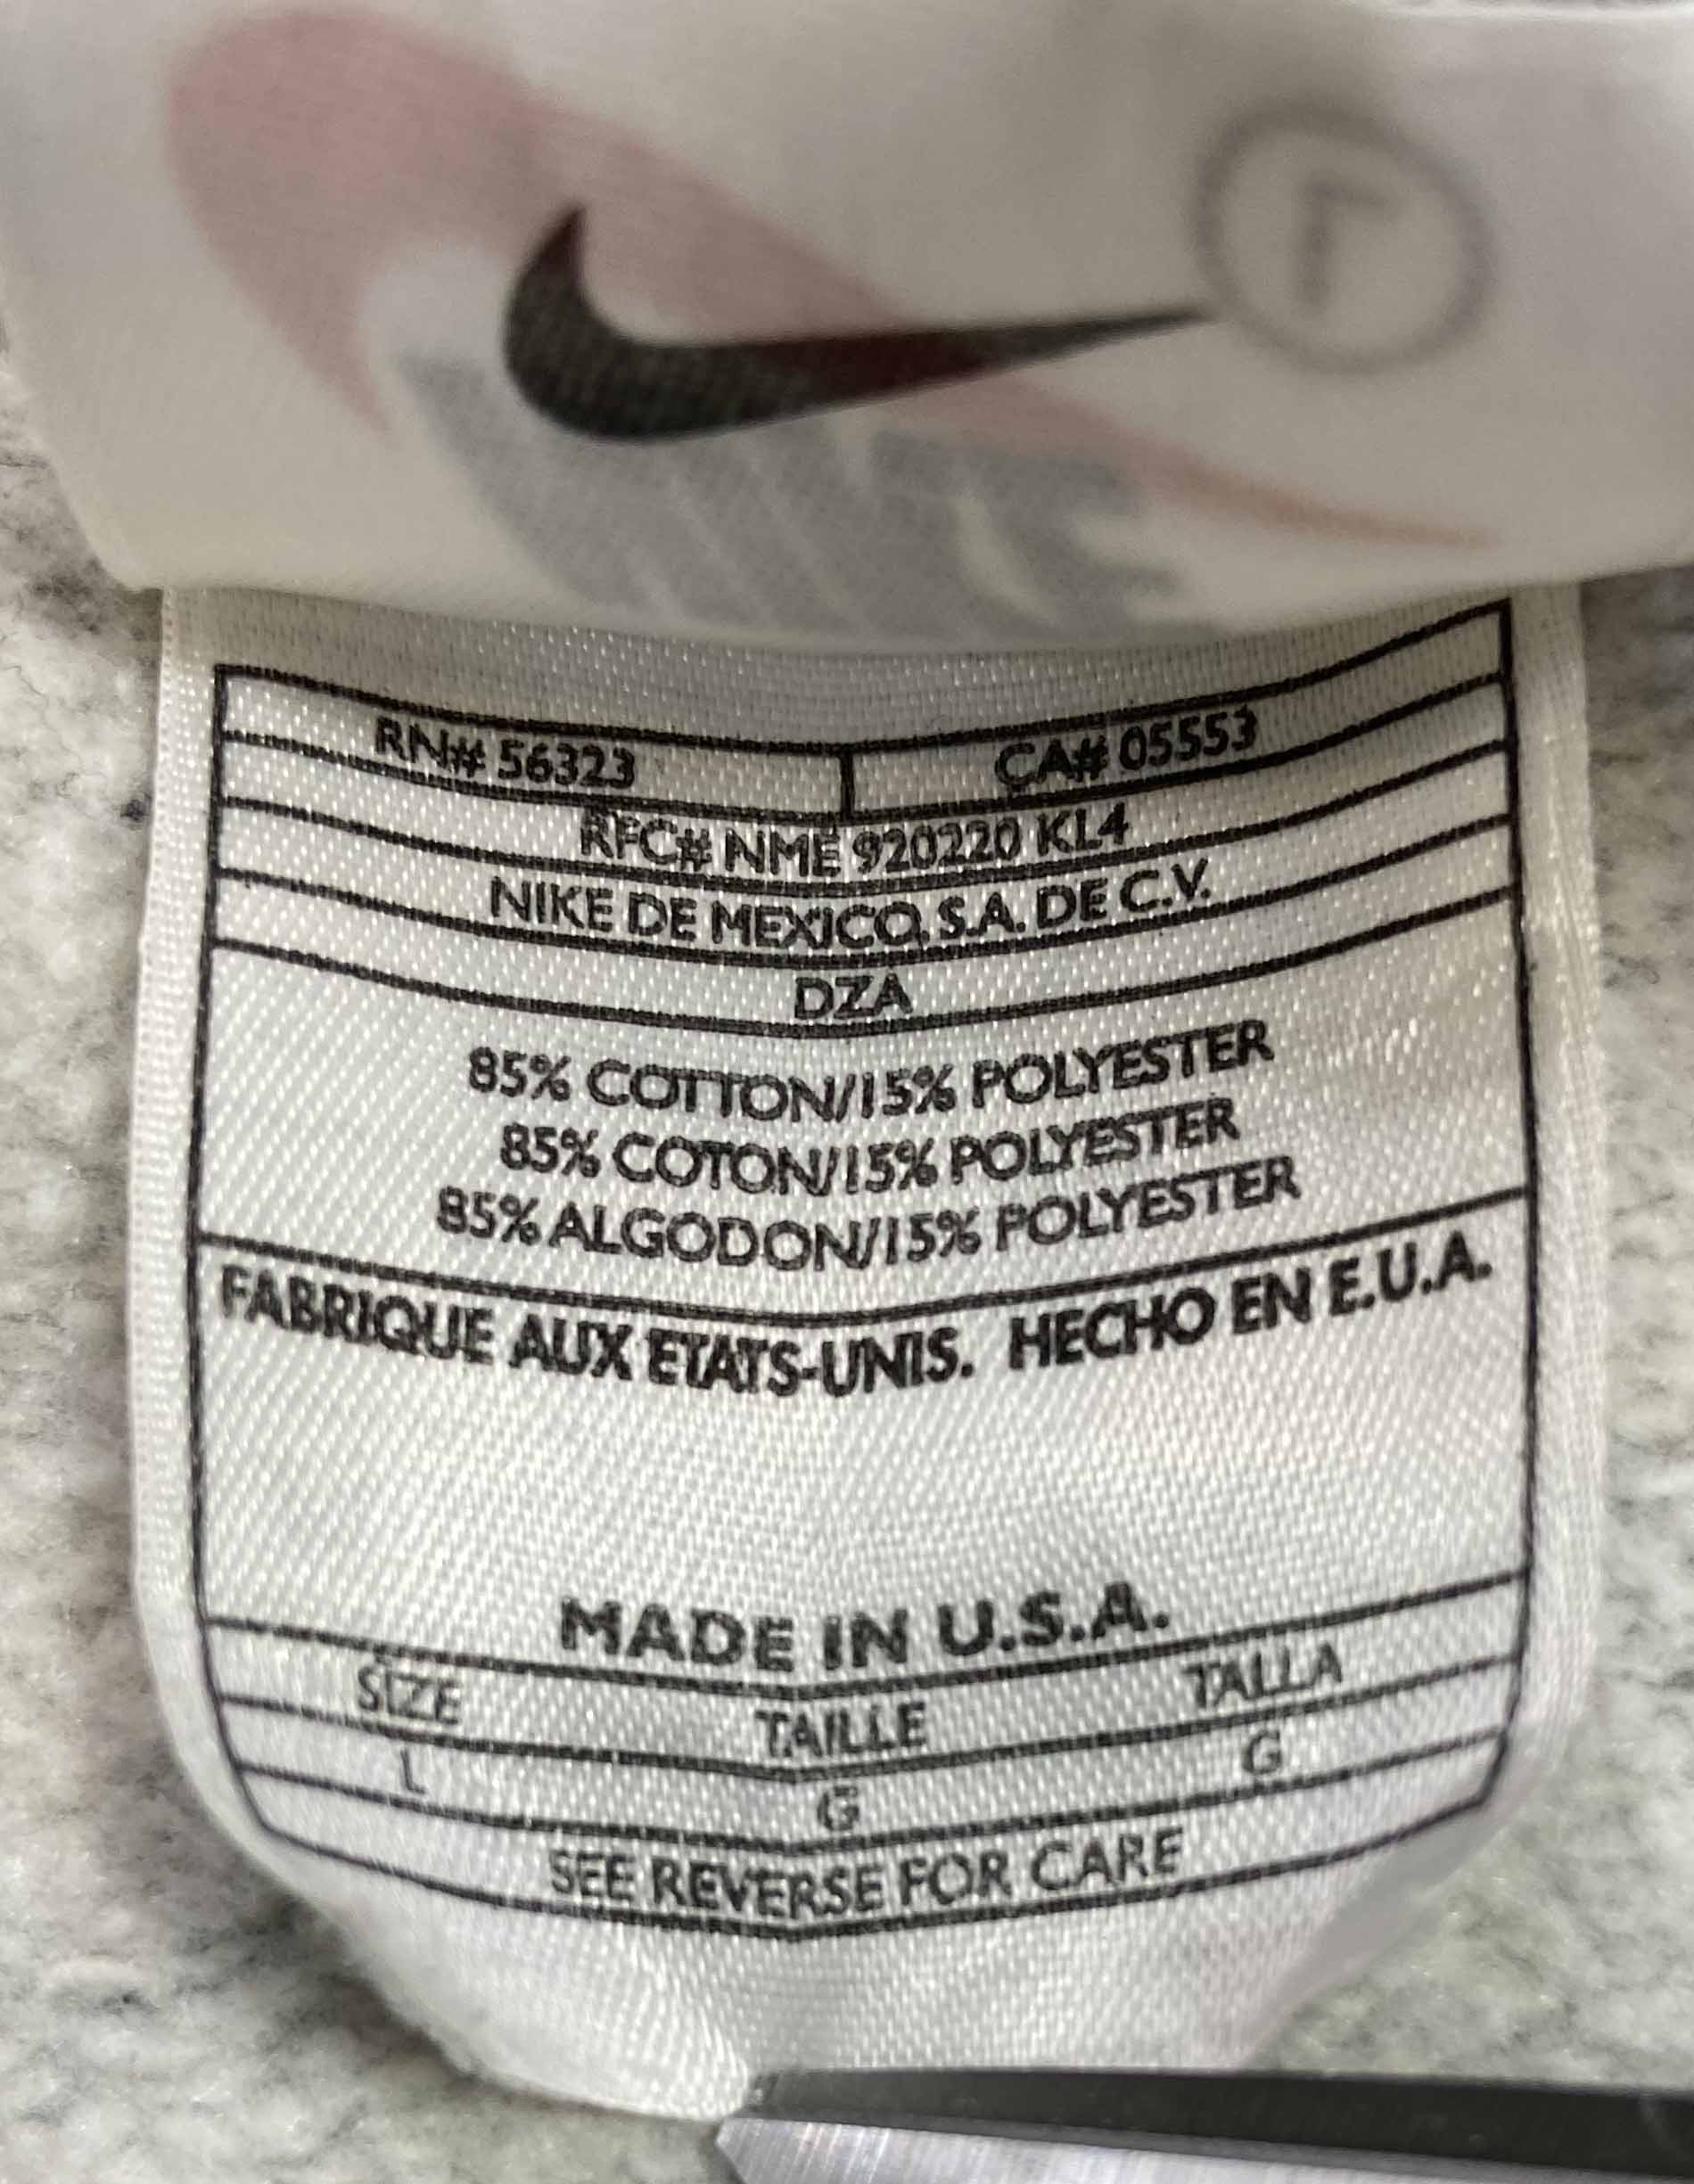 L
RN# 56323 CA# 05553
RFC# NME 920220 KL4
NIKE DE MEXICO, S.A. DE C.V.
DZA
85% COTTON/15% POLYESTER
85% COTON/15% POLYESTER
85% ALGODON/15% POLYESTER
FABRIQUE AUX ETATS-UNIS. HECHO EN E.U.A.
MADE IN U.S.A.
SIZE TAILLE TALLA
L G G
SEE REVERSE FOR CARE